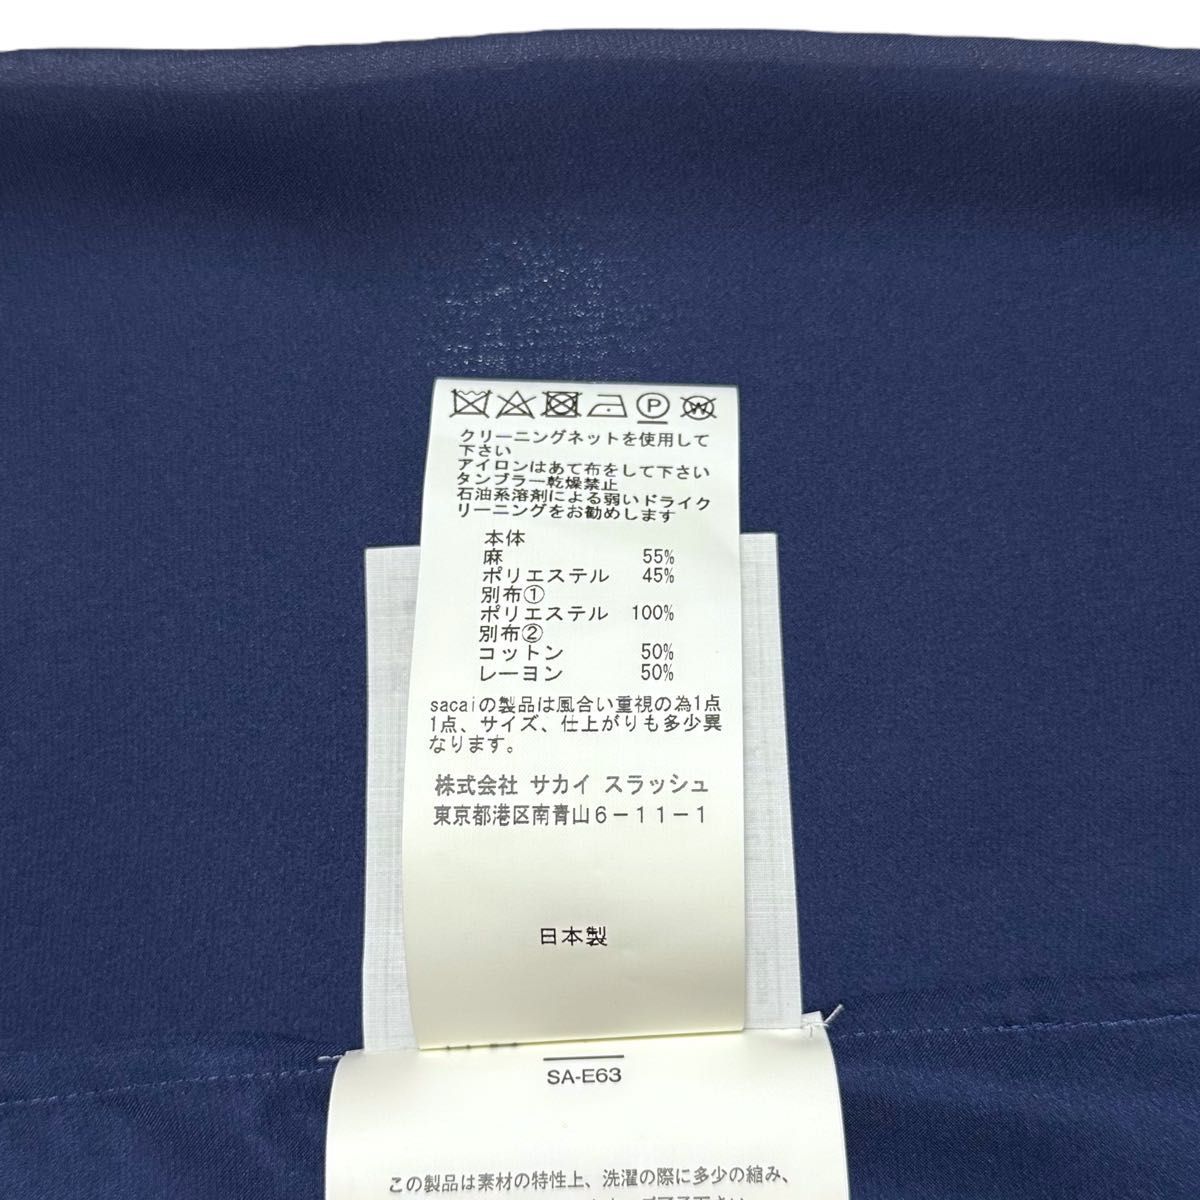 P W
クリーニングネットを使用して
下さい
アイロンはあて布をして下さい
タンブラー乾燥禁止
石油系溶剤による弱いドライク
リーニングをお勧めします
本体
麻 55%
ポリエステル 45%
別布①
ポリエステル 100%
別布②
コットン 50%
レーヨン 50%
sacaiの製品は風合い重視の為1点
1点、サイズ、仕上がりも多少異
なります。
株式会社 サカイ スラッシュ
東京都港区南青山6-11-1
日本製
SA-E63
この製品は素材の特性上、洗濯の際に多少の縮み、